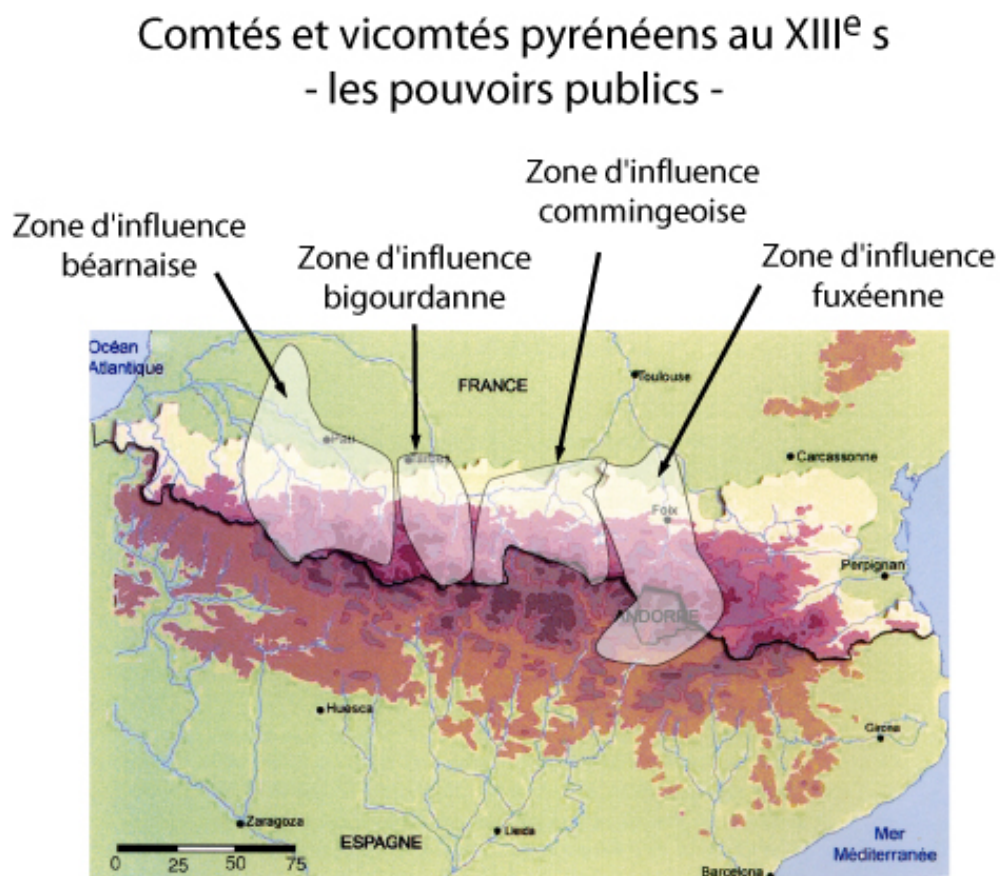 Comtés et vicomtés pyrénéens au XIIIe s
- les pouvoirs publics -
Zone d'influence
commingeoise
Zone d'influence
béarnaise
Zone d'influence
bigourdanne
Zone d'influence
fuxéenne
Océan
Atlantique
FRANCE
Toulouse
Pau
Tarbes
Carcassonne
Foix
Perpignan
ANDORRE
Huesca
Girona
Zaragoza
ESPAGNE
Lleida
Mer
Méditerranée
Barcelona
0 25 50 75